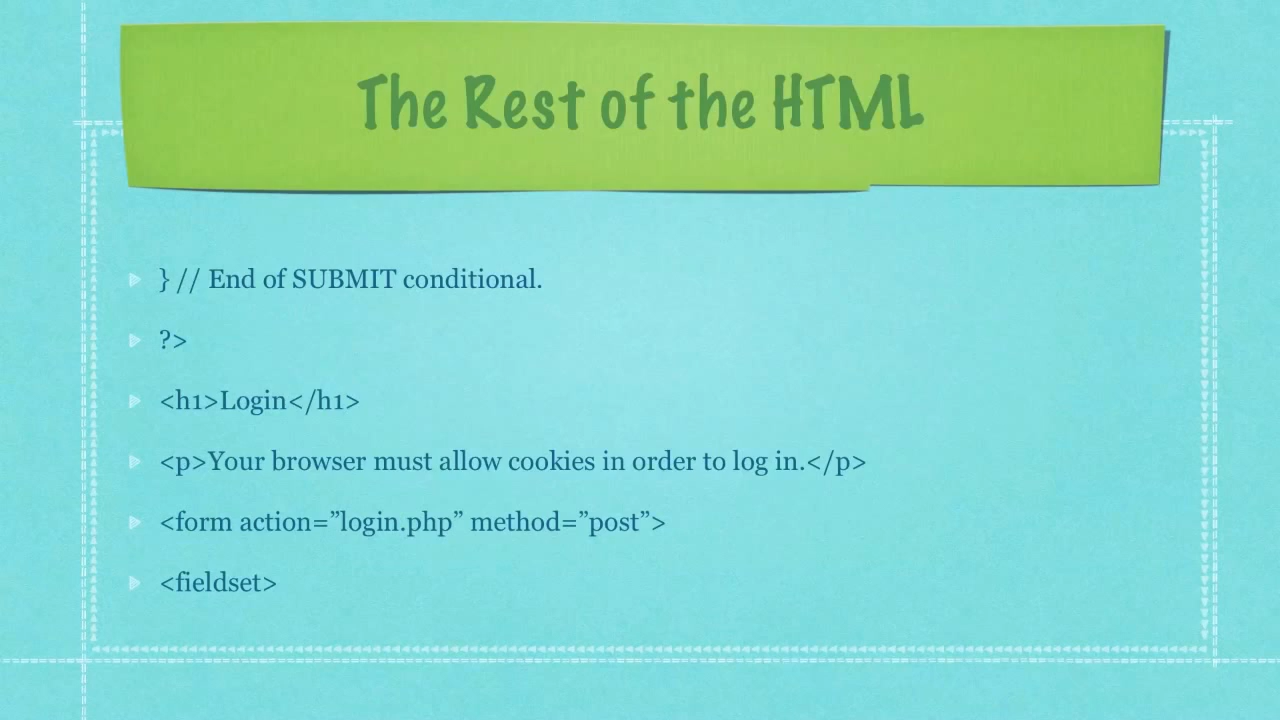 The Rest of the HTML
} // End of SUBMIT conditional.
?>
<h1>Login</h1>
<p>Your browser must allow cookies in order to log in.</p>
<form action=”login.php” method=”post”>
<fieldset>